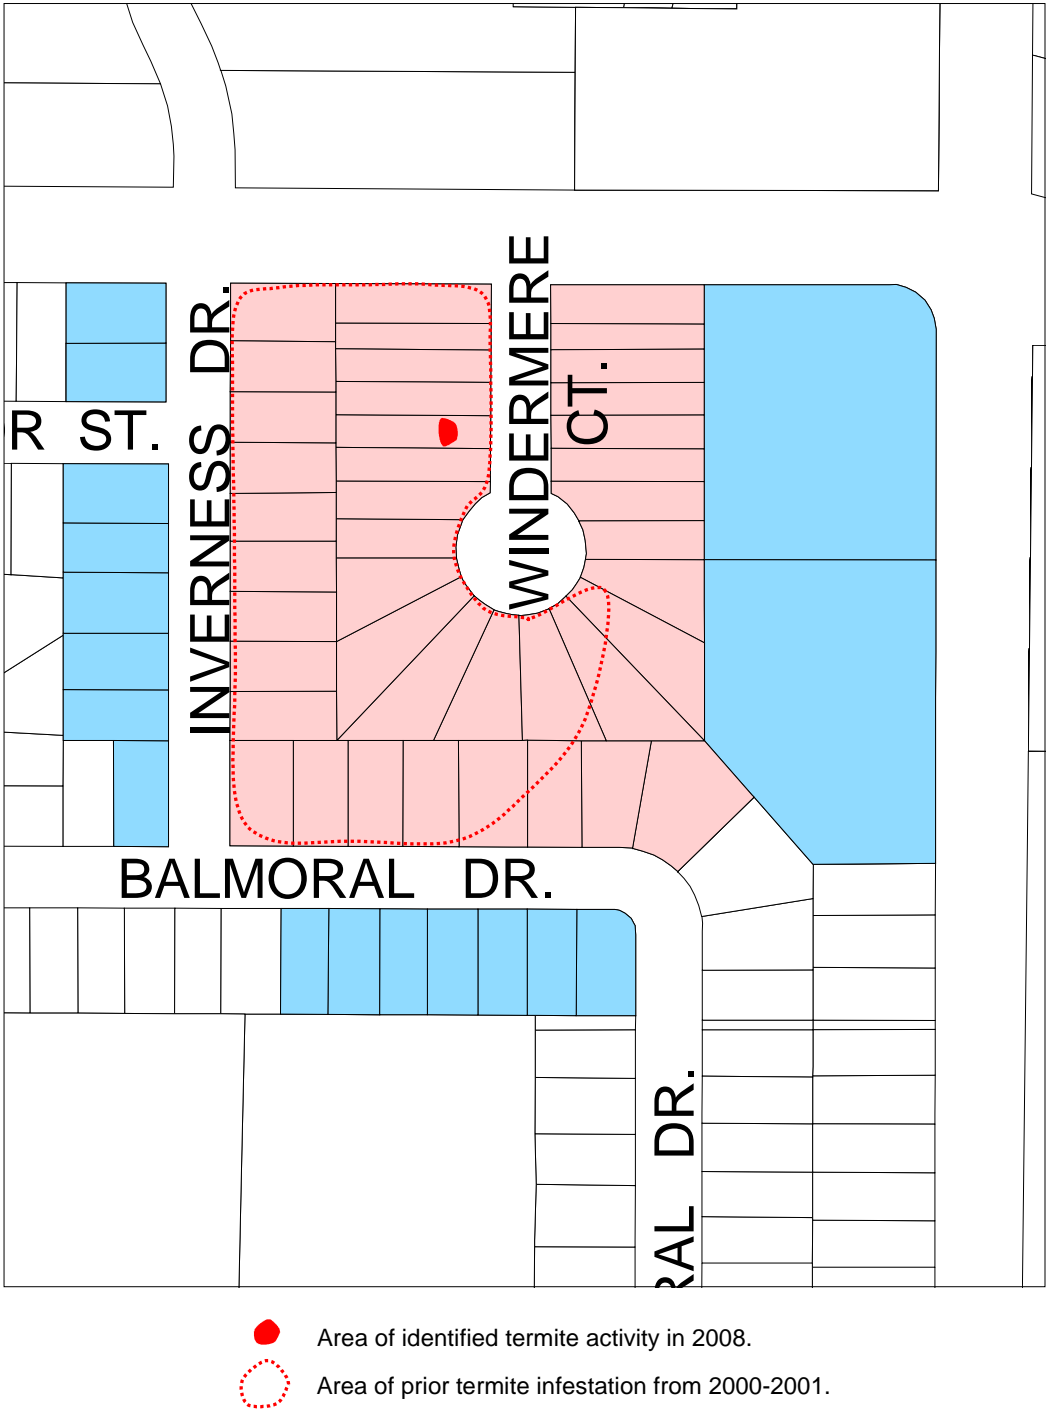 WINDERMERE
CT.
INVERNESS DR.
R ST.
BALMORAL DR.
RAL DR.
Area of identified termite activity in 2008.
Area of prior termite infestation from 2000-2001.